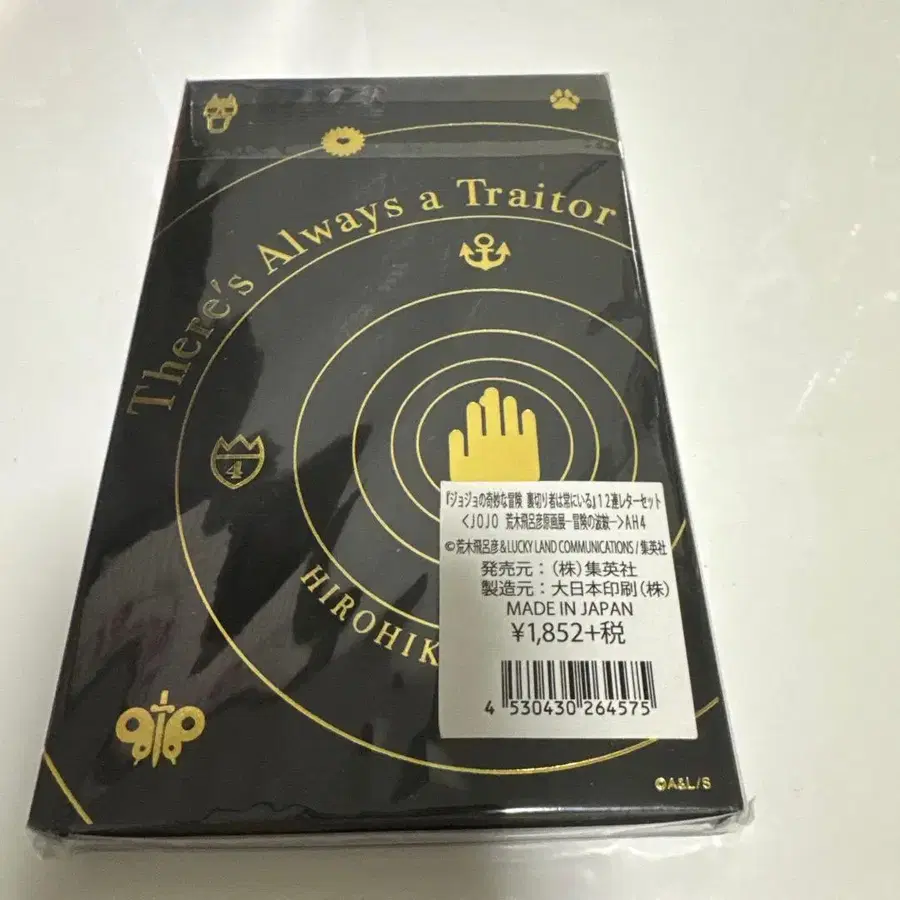 There's Always a Traitor
4
HIROHIK
『ジョジョの奇妙な冒険 裏切り者は常にいる』12連レターセット
<JOJO 荒木飛呂彦原画展-冒険の波紋->AH4
©荒木飛呂彦&LUCKY LAND COMMUNICATIONS/集英社
発売元:(株)集英社
製造元:大日本印刷(株)
MADE IN JAPAN
¥1,852+税
4 530430 264575
©A&L/S